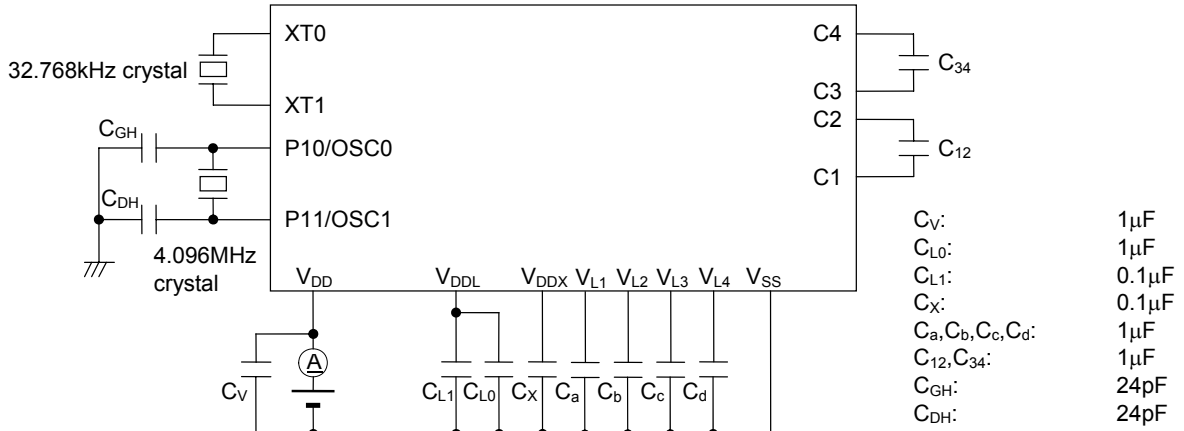 XT0
32.768kHz crystal
XT1
CGH
P10/OSC0
CDH
P11/OSC1
4.096MHz
crystal
C4
C34
C3
C2
C12
C1
VDD
VDDL
VDDX
VL1
VL2
VL3
VL4
VSS
A
CV
CL1
CL0
CX
Ca
Cb
Cc
Cd
CV: 1μF
CL0: 1μF
CL1: 0.1μF
CX: 0.1μF
Ca,Cb,Cc,Cd: 1μF
C12,C34: 1μF
CGH: 24pF
CDH: 24pF